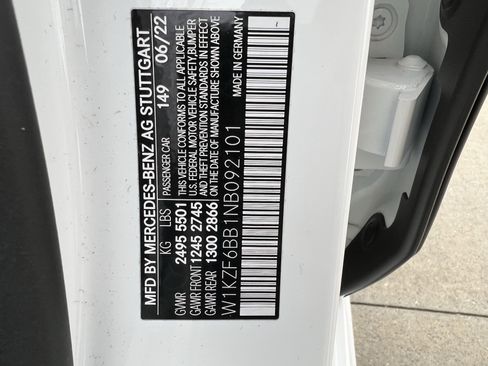 MFD BY MERCEDES-BENZ AG STUTTGART
KG LBS PASSENGER CAR 149 06/22
GVWR 2495 5501 THIS VEHICLE CONFORMS TO ALL APPLICABLE
GAWR FRONT 1245 2745 U.S. FEDERAL MOTOR VEHICLE SAFETY, BUMPER
AND THEFT PREVENTION STANDARDS IN EFFECT
GAWR REAR 1300 2866 ON THE DATE OF MANUFACTURE SHOWN ABOVE
MADE IN GERMANY
W1KZF6BB1NB092101